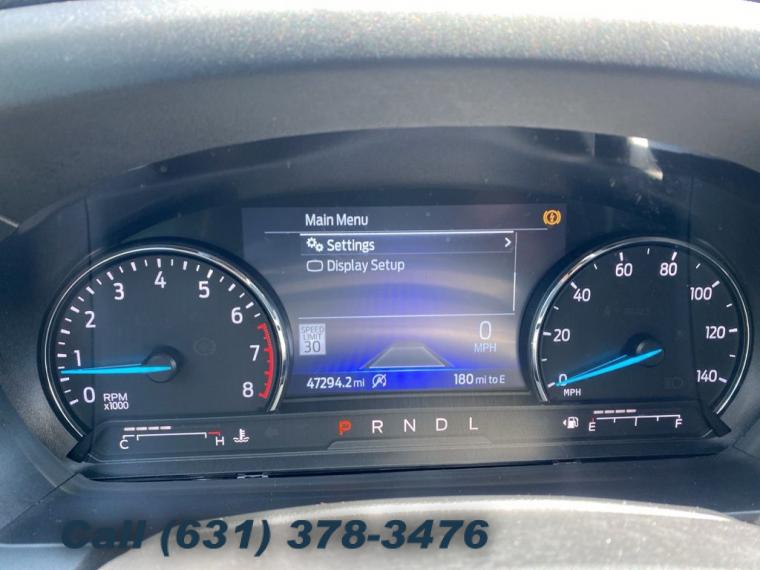 Main Menu
Settings >
Display Setup
SPEED
LIMIT
30
0
MPH
47294.2 mi
180 mi to E
0 1 2 3 4 5 6 7 8
RPM
x1000
0 20 40 60 80 100 120 140
MPH
C H
P R N D L
E F
Call (631) 378-3476